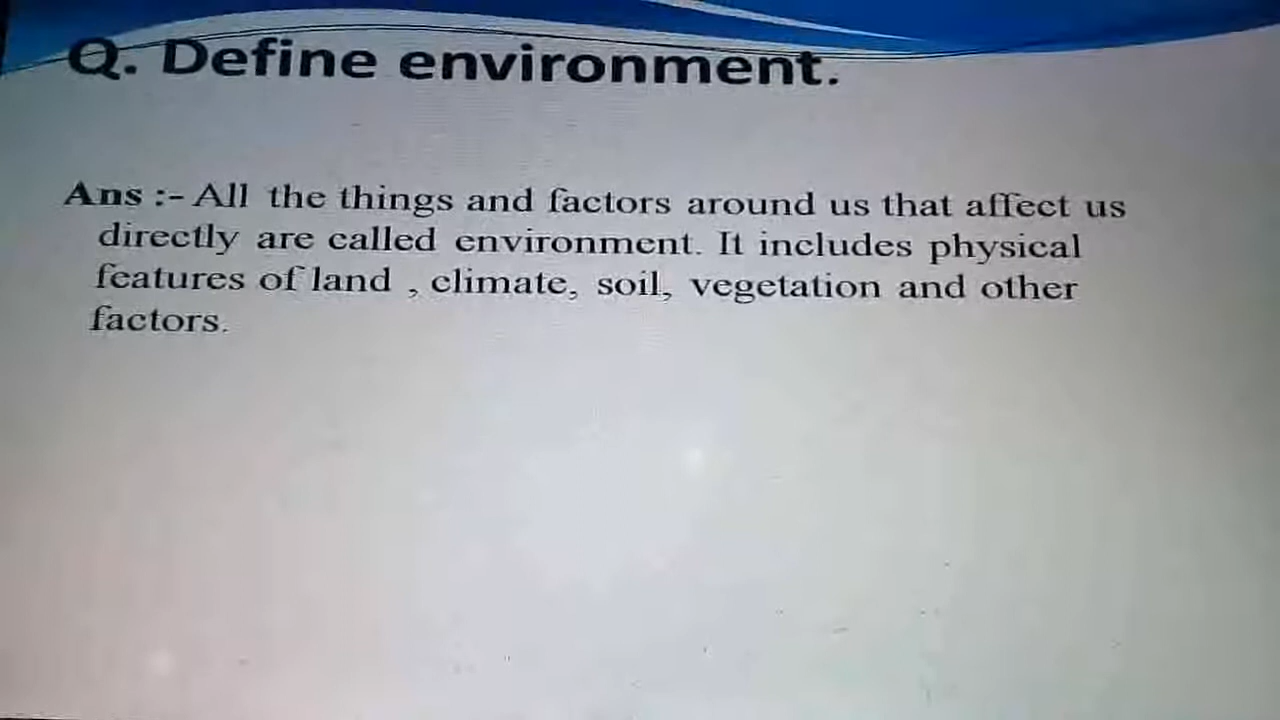 Q. Define environment.
Ans :- All the things and factors around us that affect us
directly are called environment. It includes physical
features of land , climate, soil, vegetation and other
factors.